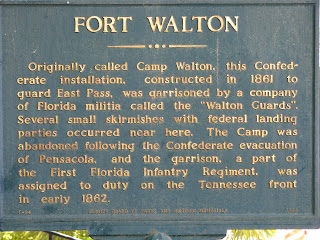 FORT WALTON
Originally called Camp Walton, this Confed-
erate installation, constructed in 1861 to
guard East Pass, was garrisoned by a company
of Florida militia called the "Walton Guards".
Several small skirmishes with federal landing
parties occurred near here. The Camp was
abandoned following the Confederate evacuation
of Pensacola, and the garrison, a part of
the First Florida Infantry Regiment, was
assigned to duty on the Tennessee front
in early 1862.